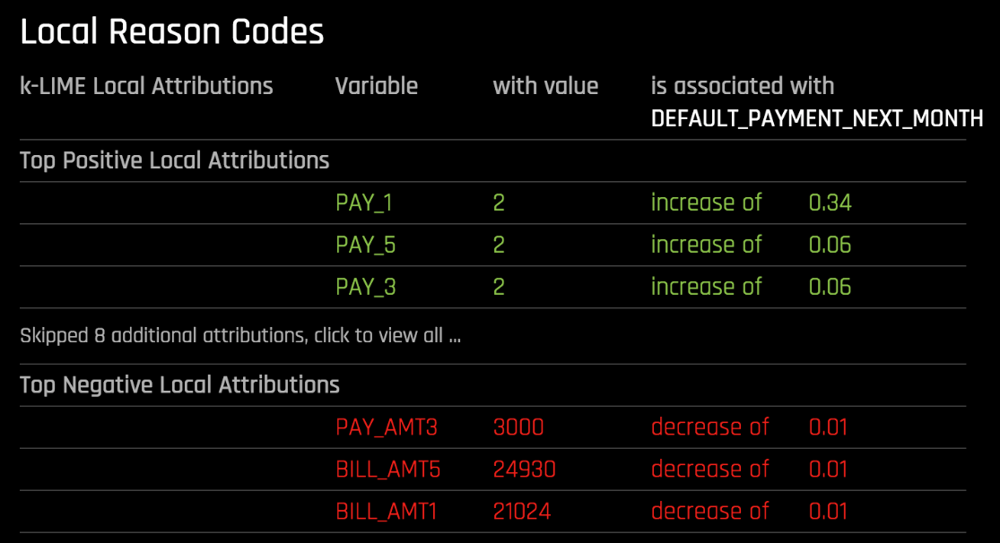 Local Reason Codes
k-LIME Local Attributions Variable with value is associated with
DEFAULT_PAYMENT_NEXT_MONTH
Top Positive Local Attributions
PAY_1 2 increase of 0.34
PAY_5 2 increase of 0.06
PAY_3 2 increase of 0.06
Skipped 8 additional attributions, click to view all ...
Top Negative Local Attributions
PAY_AMT3 3000 decrease of 0.01
BILL_AMT5 24930 decrease of 0.01
BILL_AMT1 21024 decrease of 0.01